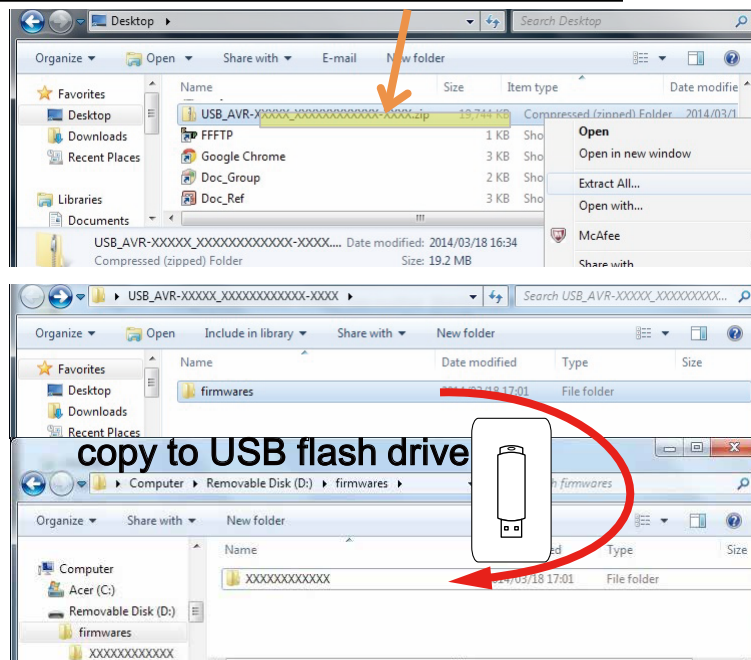 Desktop
Search Desktop
Organize Open Share with E-mail New folder
Favorites
Desktop
Downloads
Recent Places
Libraries
Documents
Name Size Item type Date modifie
USB_AVR-XXXXX_XXXXXXXXXXXX-XXXX.zip 19,744 KB Compressed (zipped) Folder 2014/03/1
FFFTP 1 KB Sho
Google Chrome 3 KB Sho
Doc_Group 2 KB Sho
Doc_Ref 3 KB Sho
Open
Open in new window
Extract All...
Open with...
McAfee
Share with
USB_AVR-XXXXX_XXXXXXXXXXXX-XXXX.... Date modified: 2014/03/18 16:34
Compressed (zipped) Folder Size: 19.2 MB
USB_AVR-XXXXX_XXXXXXXXXXXX-XXXX
Search USB_AVR-XXXXX_XXXXXXXXX...
Organize Open Include in library Share with New folder
Favorites
Desktop
Downloads
Recent Places
Name Date modified Type Size
firmwares 2014/03/18 17:01 File folder
copy to USB flash drive
Computer Removable Disk (D:) firmwares
firmwares
Organize Share with New folder
Computer
Acer (C:)
Removable Disk (D:)
firmwares
XXXXXXXXXXXX
Name Type Size
XXXXXXXXXXXX 2014/03/18 17:01 File folder